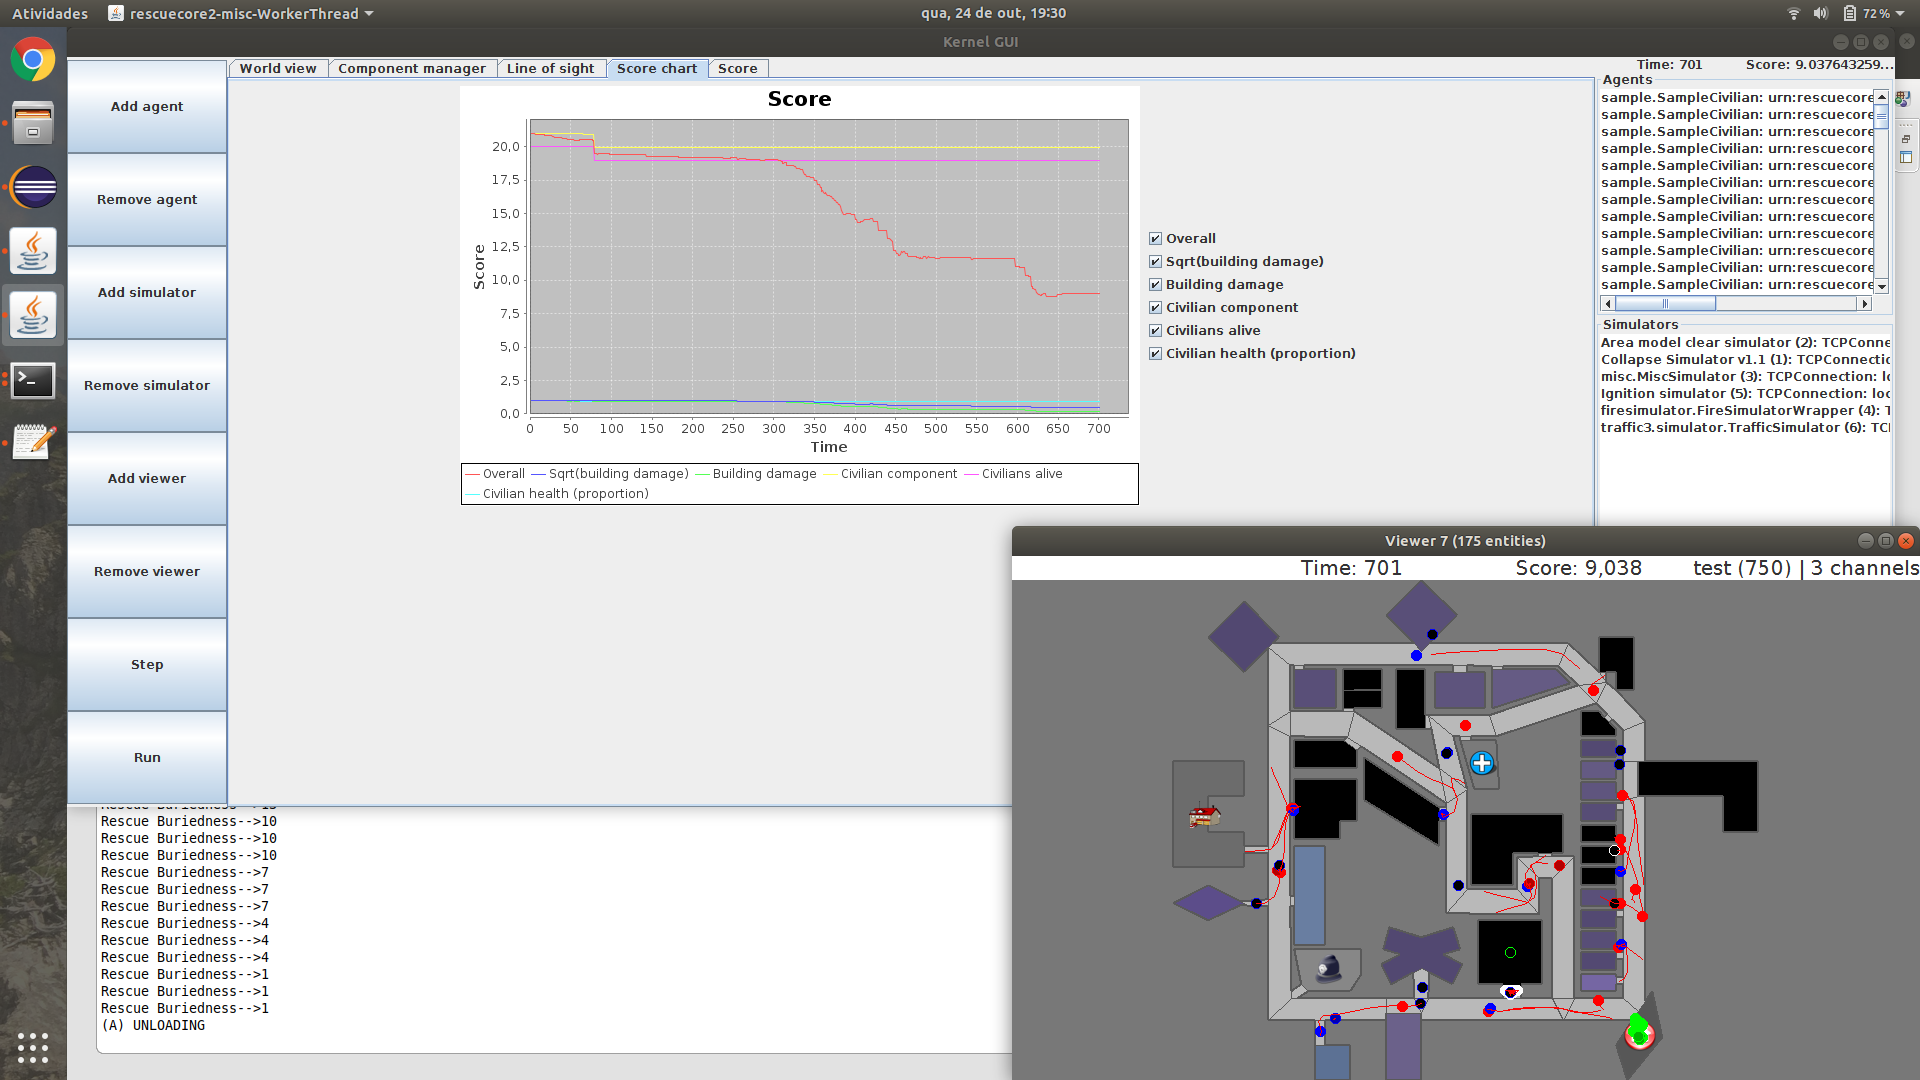 Atividades
rescuecore2-misc-WorkerThread
qua, 24 de out, 19:30
72 %
Kernel GUI
Add agent
Remove agent
Add simulator
Remove simulator
Add viewer
Remove viewer
Step
Run
World view
Component manager
Line of sight
Score chart
Score
Score
20,0
17,5
15,0
12,5
10,0
7,5
5,0
2,5
0,0
Score
0 50 100 150 200 250 300 350 400 450 500 550 600 650 700
Time
Overall Sqrt(building damage) Building damage Civilian component Civilians alive
Civilian health (proportion)
Overall
Sqrt(building damage)
Building damage
Civilian component
Civilians alive
Civilian health (proportion)
Time: 701 Score: 9.037643259...
Agents
sample.SampleCivilian: urn:rescuecore
sample.SampleCivilian: urn:rescuecore
sample.SampleCivilian: urn:rescuecore
sample.SampleCivilian: urn:rescuecore
sample.SampleCivilian: urn:rescuecore
sample.SampleCivilian: urn:rescuecore
sample.SampleCivilian: urn:rescuecore
sample.SampleCivilian: urn:rescuecore
sample.SampleCivilian: urn:rescuecore
sample.SampleCivilian: urn:rescuecore
sample.SampleCivilian: urn:rescuecore
sample.SampleCivilian: urn:rescuecore
Simulators
Area model clear simulator (2): TCPConne
Collapse Simulator v1.1 (1): TCPConnectio
misc.MiscSimulator (3): TCPConnection: lo
Ignition simulator (5): TCPConnection: loc
firesimulator.FireSimulatorWrapper (4): T
traffic3.simulator.TrafficSimulator (6): TCI
Rescue Buriedness-->10
Rescue Buriedness-->10
Rescue Buriedness-->10
Rescue Buriedness-->7
Rescue Buriedness-->7
Rescue Buriedness-->7
Rescue Buriedness-->4
Rescue Buriedness-->4
Rescue Buriedness-->4
Rescue Buriedness-->1
Rescue Buriedness-->1
Rescue Buriedness-->1
(A) UNLOADING
Viewer 7 (175 entities)
Time: 701 Score: 9,038 test (750) | 3 channels